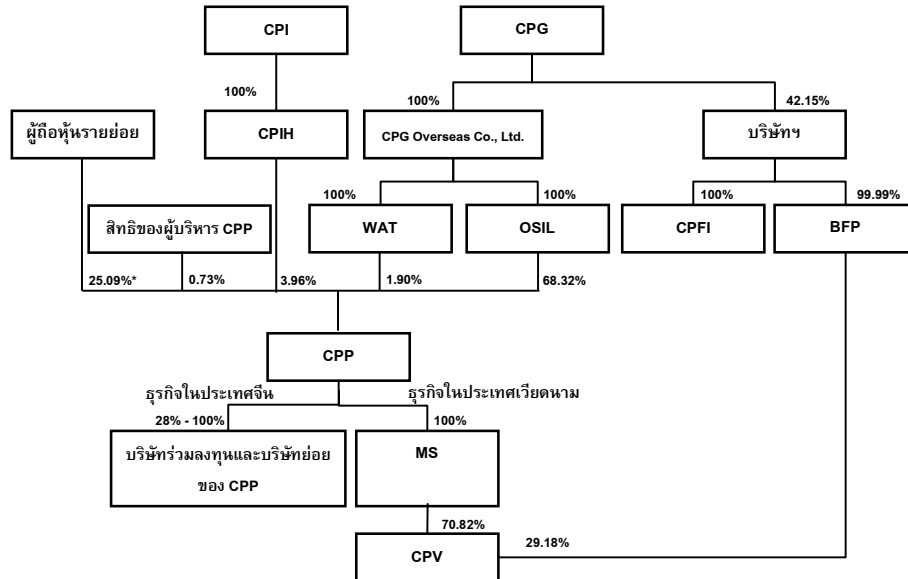 CPI
CPG
100%
100%
42.15%
ผู้ถือหุ้นรายย่อย
CPIH
CPG Overseas Co., Ltd.
บริษัทฯ
100%
100%
100%
99.99%
สิทธิของผู้บริหาร CPP
WAT
OSIL
CPFI
BFP
25.09%*
0.73%
3.96%
1.90%
68.32%
CPP
ธุรกิจในประเทศจีน
ธุรกิจในประเทศเวียดนาม
28% - 100%
100%
บริษัทร่วมลงทุนและบริษัทย่อย
ของ CPP
MS
70.82%
29.18%
CPV